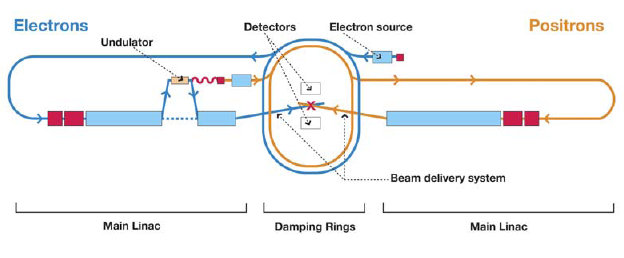 Electrons
Detectors
Electron source
Positrons
Undulator
Beam delivery system
Main Linac
Damping Rings
Main Linac